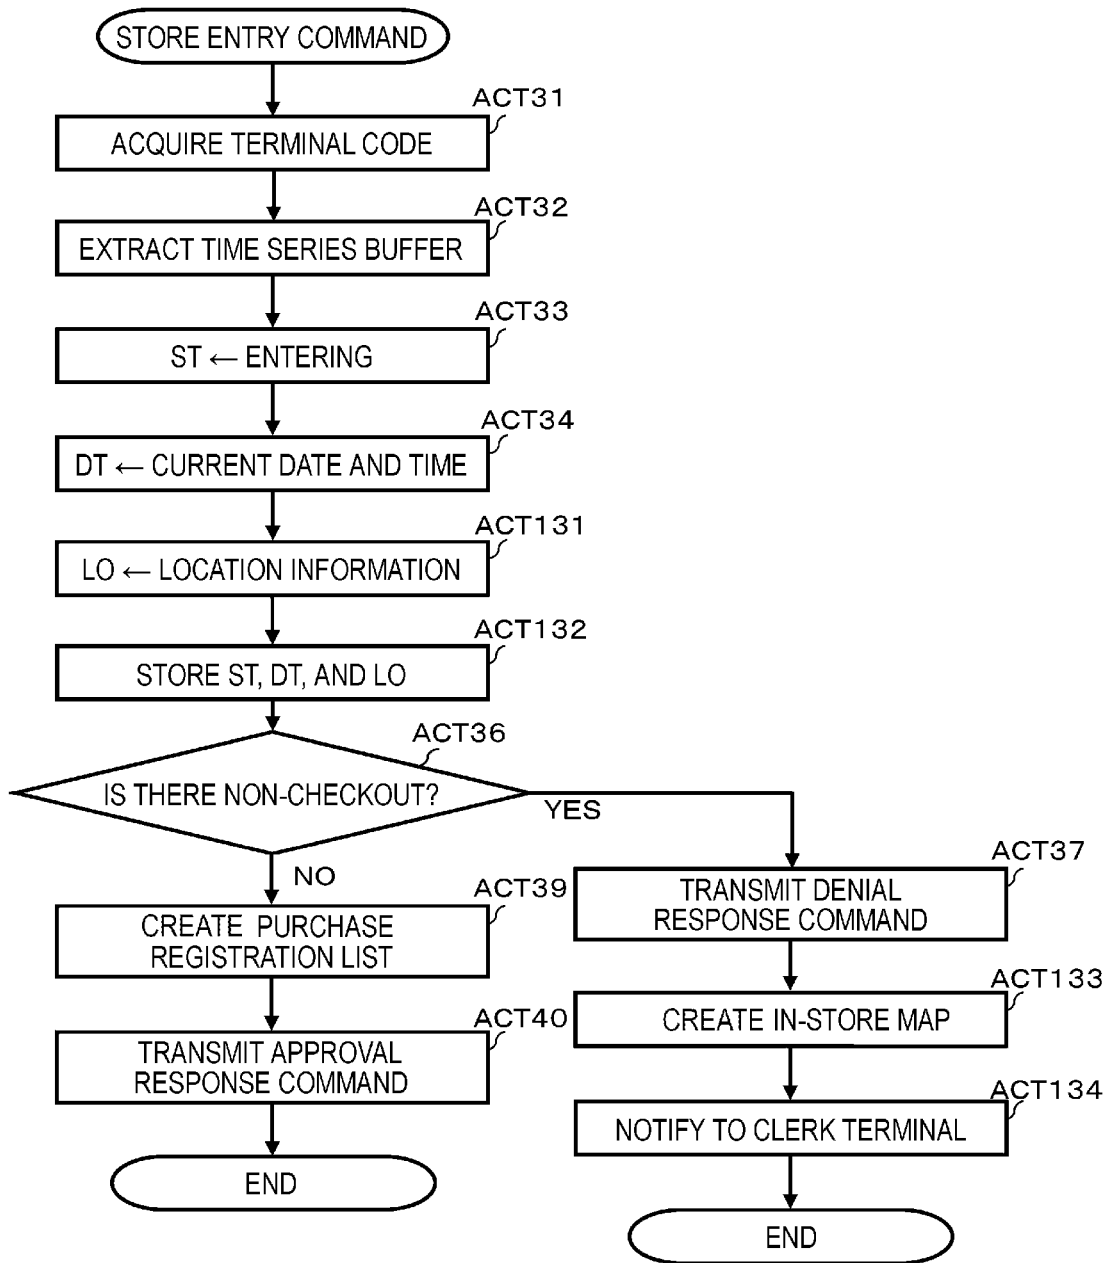 STORE ENTRY COMMAND
ACT31
ACQUIRE TERMINAL CODE
ACT32
EXTRACT TIME SERIES BUFFER
ACT33
ST ← ENTERING
ACT34
DT ← CURRENT DATE AND TIME
ACT131
LO ← LOCATION INFORMATION
ACT132
STORE ST, DT, AND LO
ACT36
IS THERE NON-CHECKOUT?
YES
NO
ACT39
CREATE PURCHASE
REGISTRATION LIST
ACT40
TRANSMIT APPROVAL
RESPONSE COMMAND
END
ACT37
TRANSMIT DENIAL
RESPONSE COMMAND
ACT133
CREATE IN-STORE MAP
ACT134
NOTIFY TO CLERK TERMINAL
END